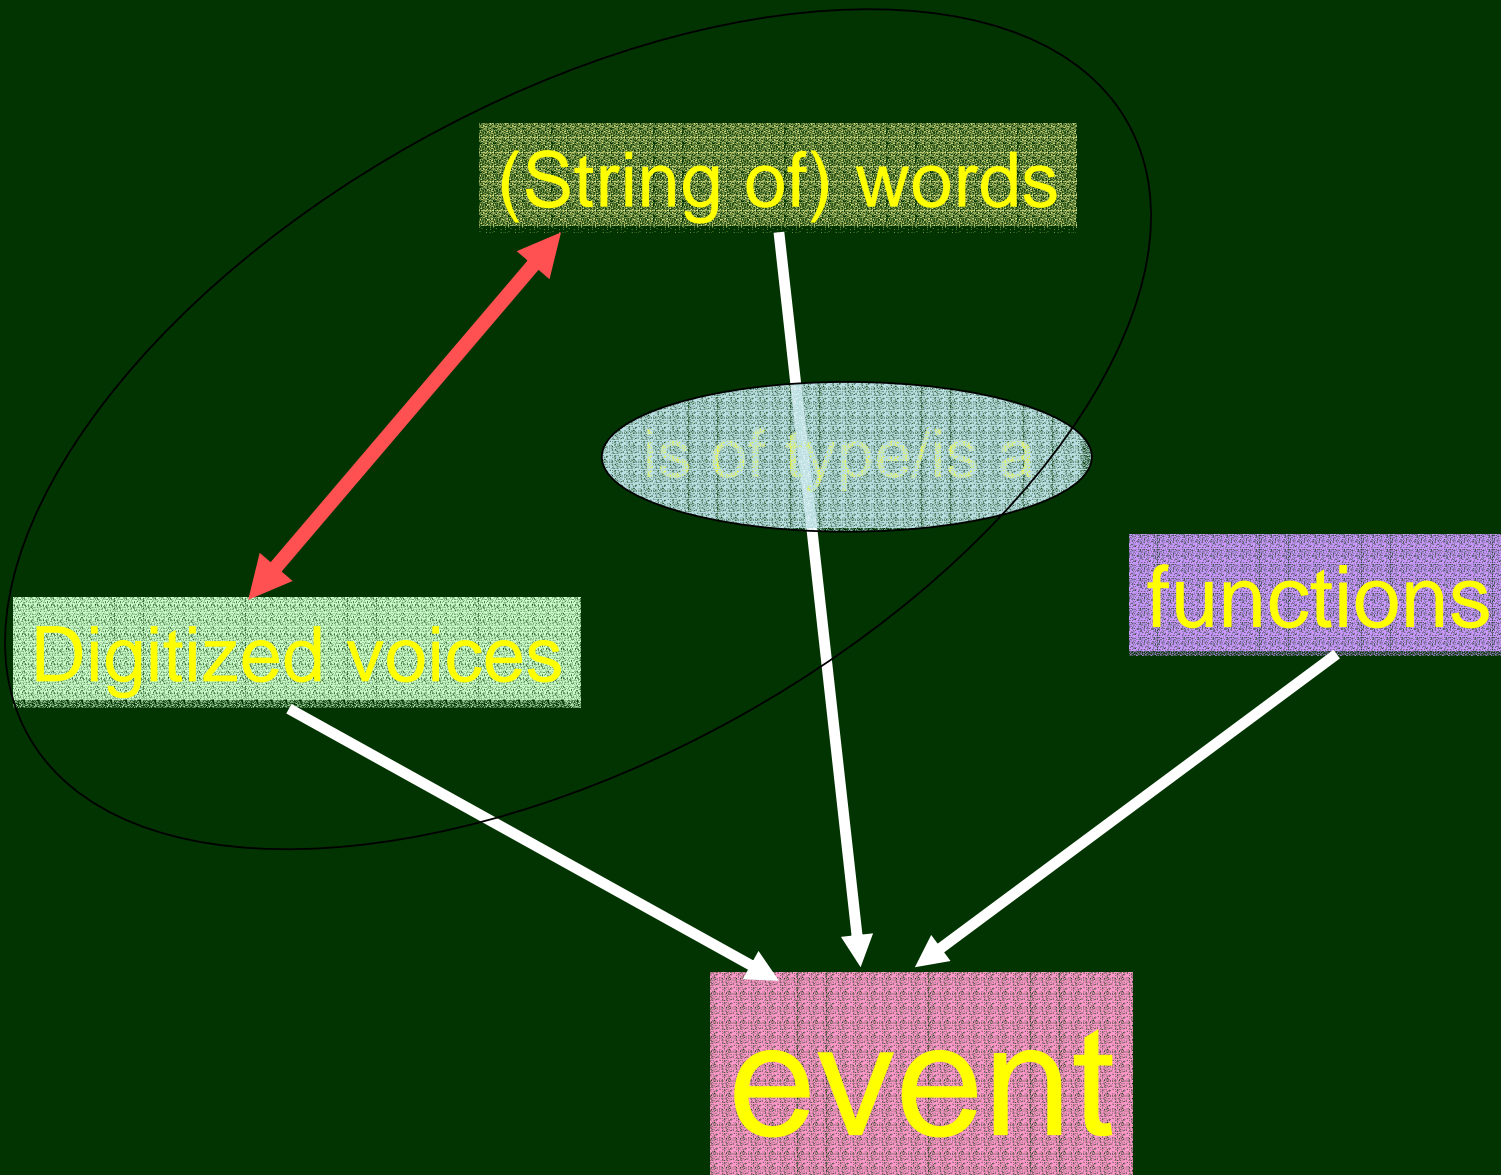 (String of) words
is of type/is a
functions
Digitized voices
event